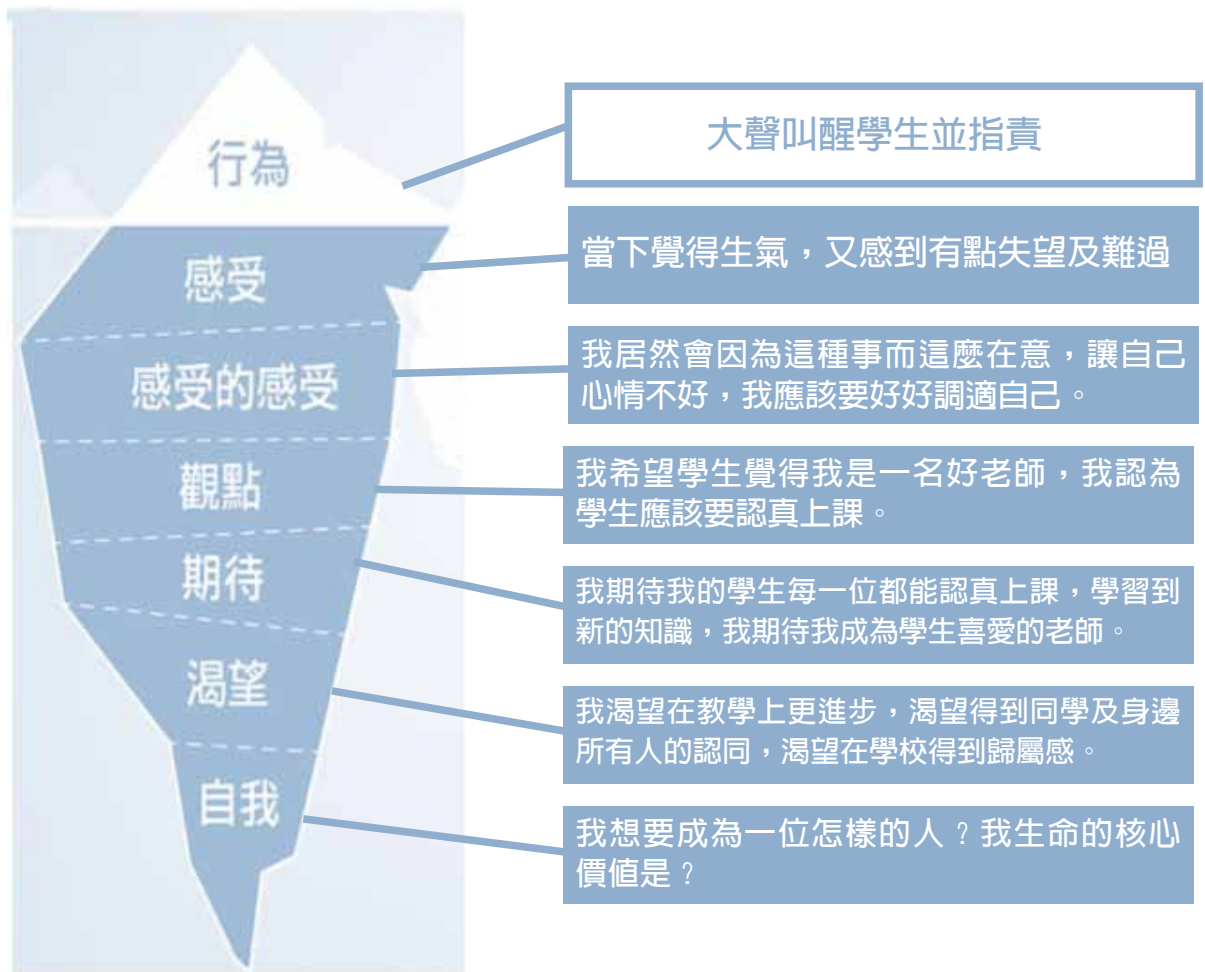 行為
大聲叫醒學生並指責
感受
當下覺得生氣，又感到有點失望及難過
感受的感受
我居然會因為這種事而這麼在意，讓自己
心情不好，我應該要好好調適自己。
觀點
我希望學生覺得我是一名好老師，我認為
學生應該要認真上課。
期待
我期待我的學生每一位都能認真上課，學習到
新的知識，我期待我成為學生喜愛的老師。
渴望
我渴望在教學上更進步，渴望得到同學及身邊
所有人的認同，渴望在學校得到歸屬感。
自我
我想要成為一位怎樣的人？我生命的核心
價值是？